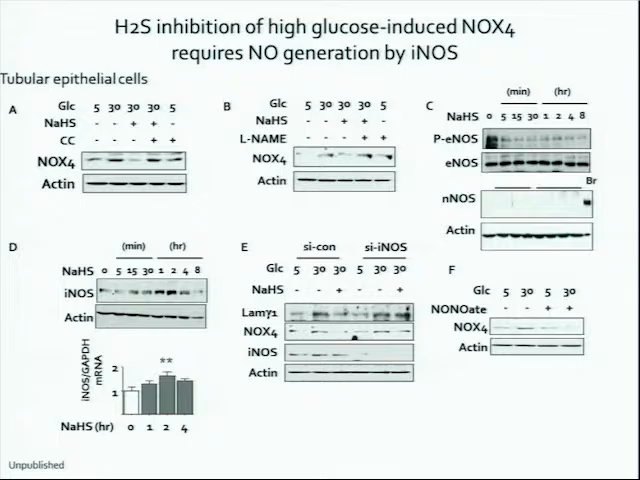 H2S inhibition of high glucose-induced NOX4
requires NO generation by iNOS
Tubular epithelial cells
A
Glc 5 30 30 30 5
NaHS - - + + -
CC - - - + +
NOX4
Actin
B
Glc 5 30 30 30 5
NaHS - - + + -
L-NAME - - - + +
NOX4
Actin
C
(min) (hr)
NaHS 0 5 15 30 1 2 4 8
P-eNOS
eNOS
Br
nNOS
Actin
D
(min) (hr)
NaHS 0 5 15 30 1 2 4 8
iNOS
Actin
iNOS/GAPDH
mRNA
2
1
**
NaHS (hr) 0 1 2 4
E
si-con si-iNOS
Glc 5 30 30 5 30 30
NaHS - - + - - +
Lamγ1
NOX4
iNOS
Actin
F
Glc 5 30 5 30
NONOate - - + +
NOX4
Actin
Unpublished